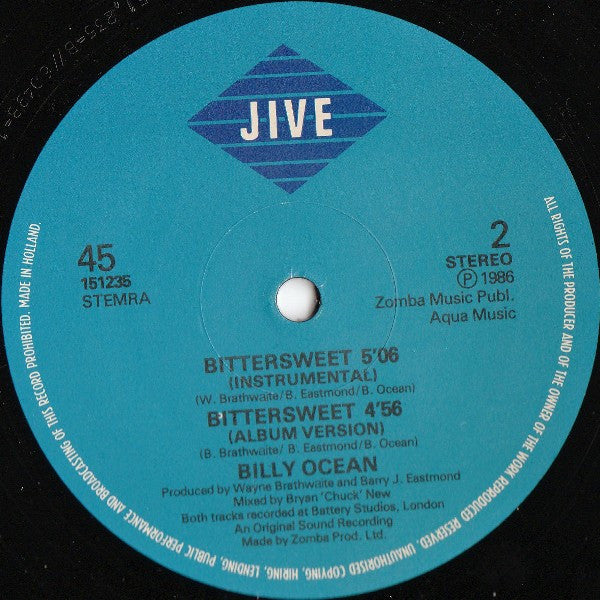 JIVE
45
151235
STEMRA
2
STEREO
℗ 1986
Zomba Music Publ.
Aqua Music
BITTERSWEET 5'06
(INSTRUMENTAL)
(W. Brathwaite/B. Eastmond/B. Ocean)
BITTERSWEET 4'56
(ALBUM VERSION)
(B. Brathwaite/B. Eastmond/B. Ocean)
BILLY OCEAN
Produced by Wayne Brathwaite and Barry J. Eastmond
Mixed by Bryan 'Chuck' New
Both tracks recorded at Battery Studios, London
An Original Sound Recording
Made by Zomba Prod. Ltd.
ALL RIGHTS OF THE PRODUCER AND OF THE OWNER OF THE WORK REPRODUCED RESERVED. UNAUTHORISED COPYING, HIRING, LENDING, PUBLIC PERFORMANCE AND BROADCASTING OF THIS RECORD PROHIBITED. MADE IN HOLLAND.